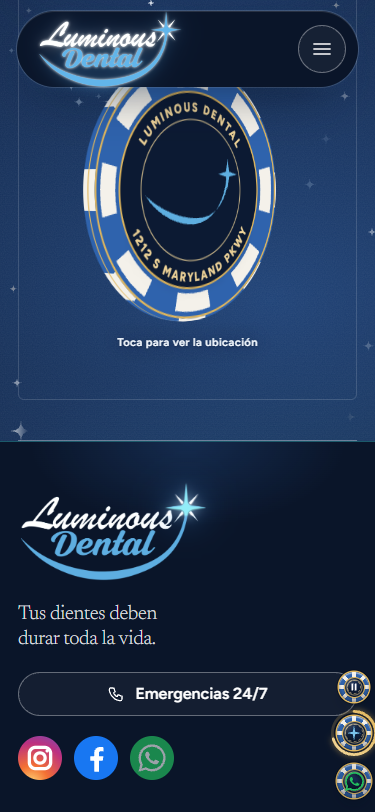 Luminous
Dental
LUMINOUS DENTAL
1212 S MARYLAND PKWY
Toca para ver la ubicación
Luminous
Dental
Tus dientes deben
durar toda la vida.
Emergencias 24/7